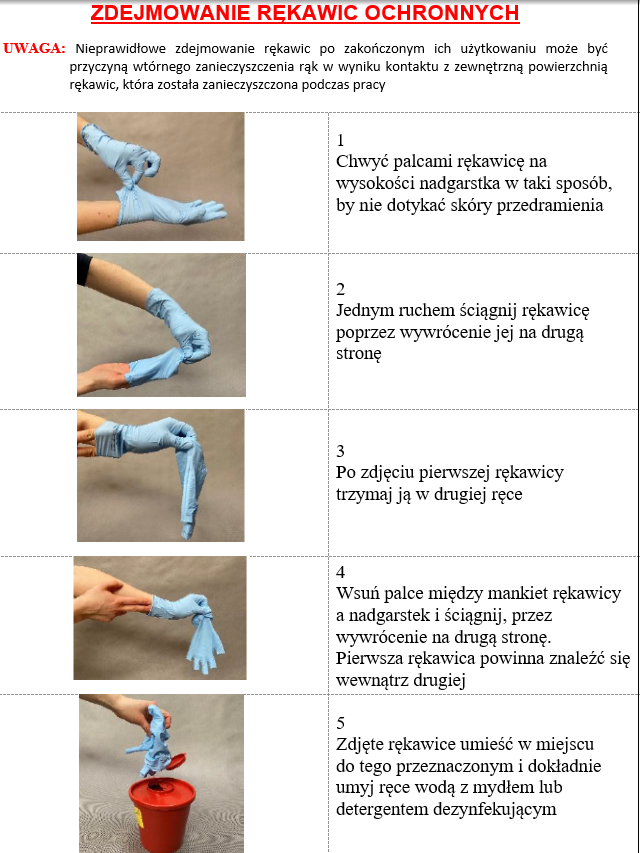 ZDEJMOWANIE RĘKAWIC OCHRONNYCH
UWAGA: Nieprawidłowe zdejmowanie rękawic po zakończonym ich użytkowaniu może być
przyczyną wtórnego zanieczyszczenia rąk w wyniku kontaktu z zewnętrzną powierzchnią
rękawic, która została zanieczyszczona podczas pracy
1
Chwyć palcami rękawicę na
wysokości nadgarstka w taki sposób,
by nie dotykać skóry przedramienia
2
Jednym ruchem ściągnij rękawicę
poprzez wywrócenie jej na drugą
stronę
3
Po zdjęciu pierwszej rękawicy
trzymaj ją w drugiej ręce
4
Wsuń palce między mankiet rękawicy
a nadgarstek i ściągnij, przez
wywrócenie na drugą stronę.
Pierwsza rękawica powinna znaleźć się
wewnątrz drugiej
5
Zdjęte rękawice umieść w miejscu
do tego przeznaczonym i dokładnie
umyj ręce wodą z mydłem lub
detergentem dezynfekującym